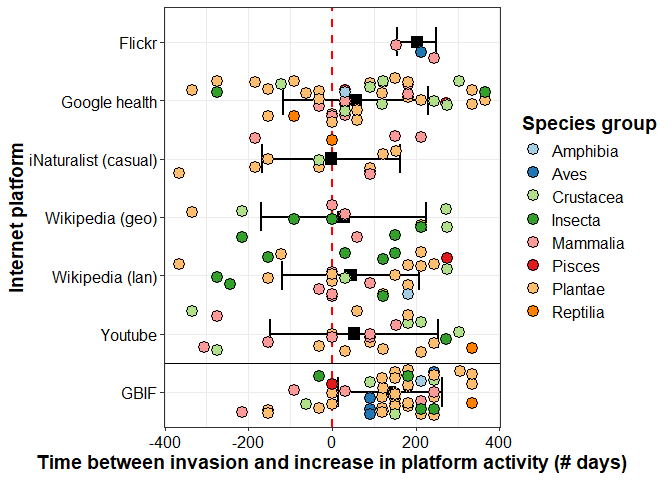 Flickr
Google health
iNaturalist (casual)
Wikipedia (geo)
Wikipedia (lan)
Youtube
GBIF
Internet platform
-400
-200
0
200
400
Time between invasion and increase in platform activity (# days)
Species group
Amphibia
Aves
Crustacea
Insecta
Mammalia
Pisces
Plantae
Reptilia